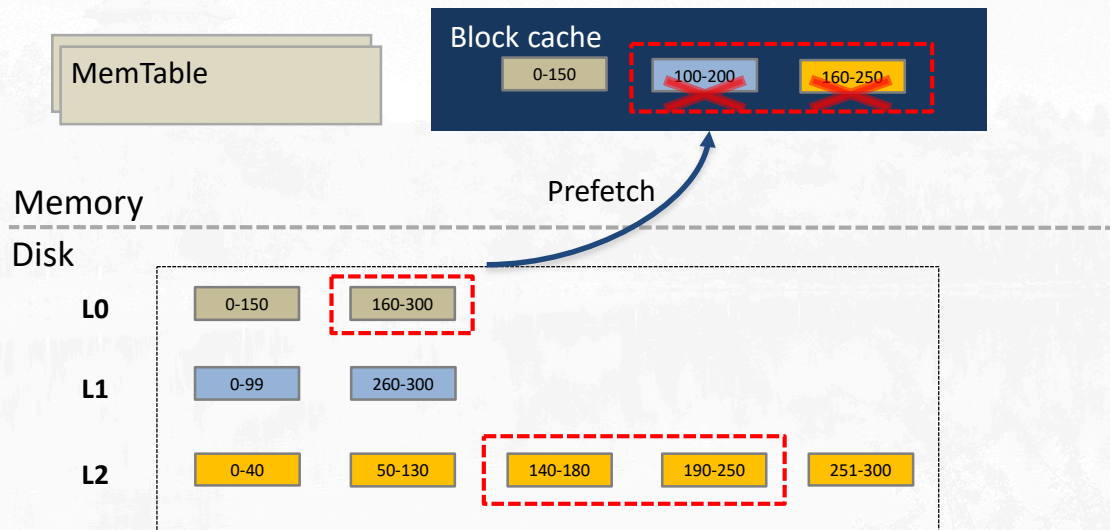 Block cache
MemTable
0-150 100-200 160-250
Prefetch
Memory
Disk
L0 0-150 160-300
L1 0-99 260-300
L2 0-40 50-130 140-180 190-250 251-300